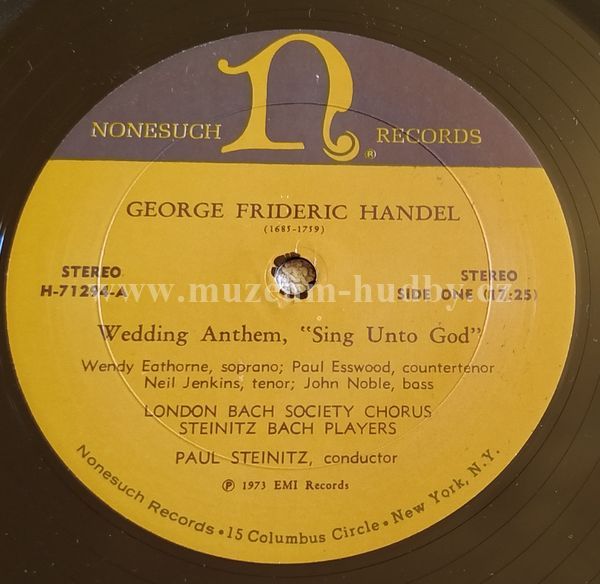 NONESUCH n® RECORDS
GEORGE FRIDERIC HANDEL
(1685-1759)
STEREO
H-71294-A
STEREO
SIDE ONE (17:25)
www.muzeum-hudby.cz
Wedding Anthem, "Sing Unto God"
Wendy Eathorne, soprano; Paul Esswood, countertenor
Neil Jenkins, tenor; John Noble, bass
LONDON BACH SOCIETY CHORUS
STEINITZ BACH PLAYERS
PAUL STEINITZ, conductor
℗ 1973 EMI Records
Nonesuch Records • 15 Columbus Circle • New York, N.Y.